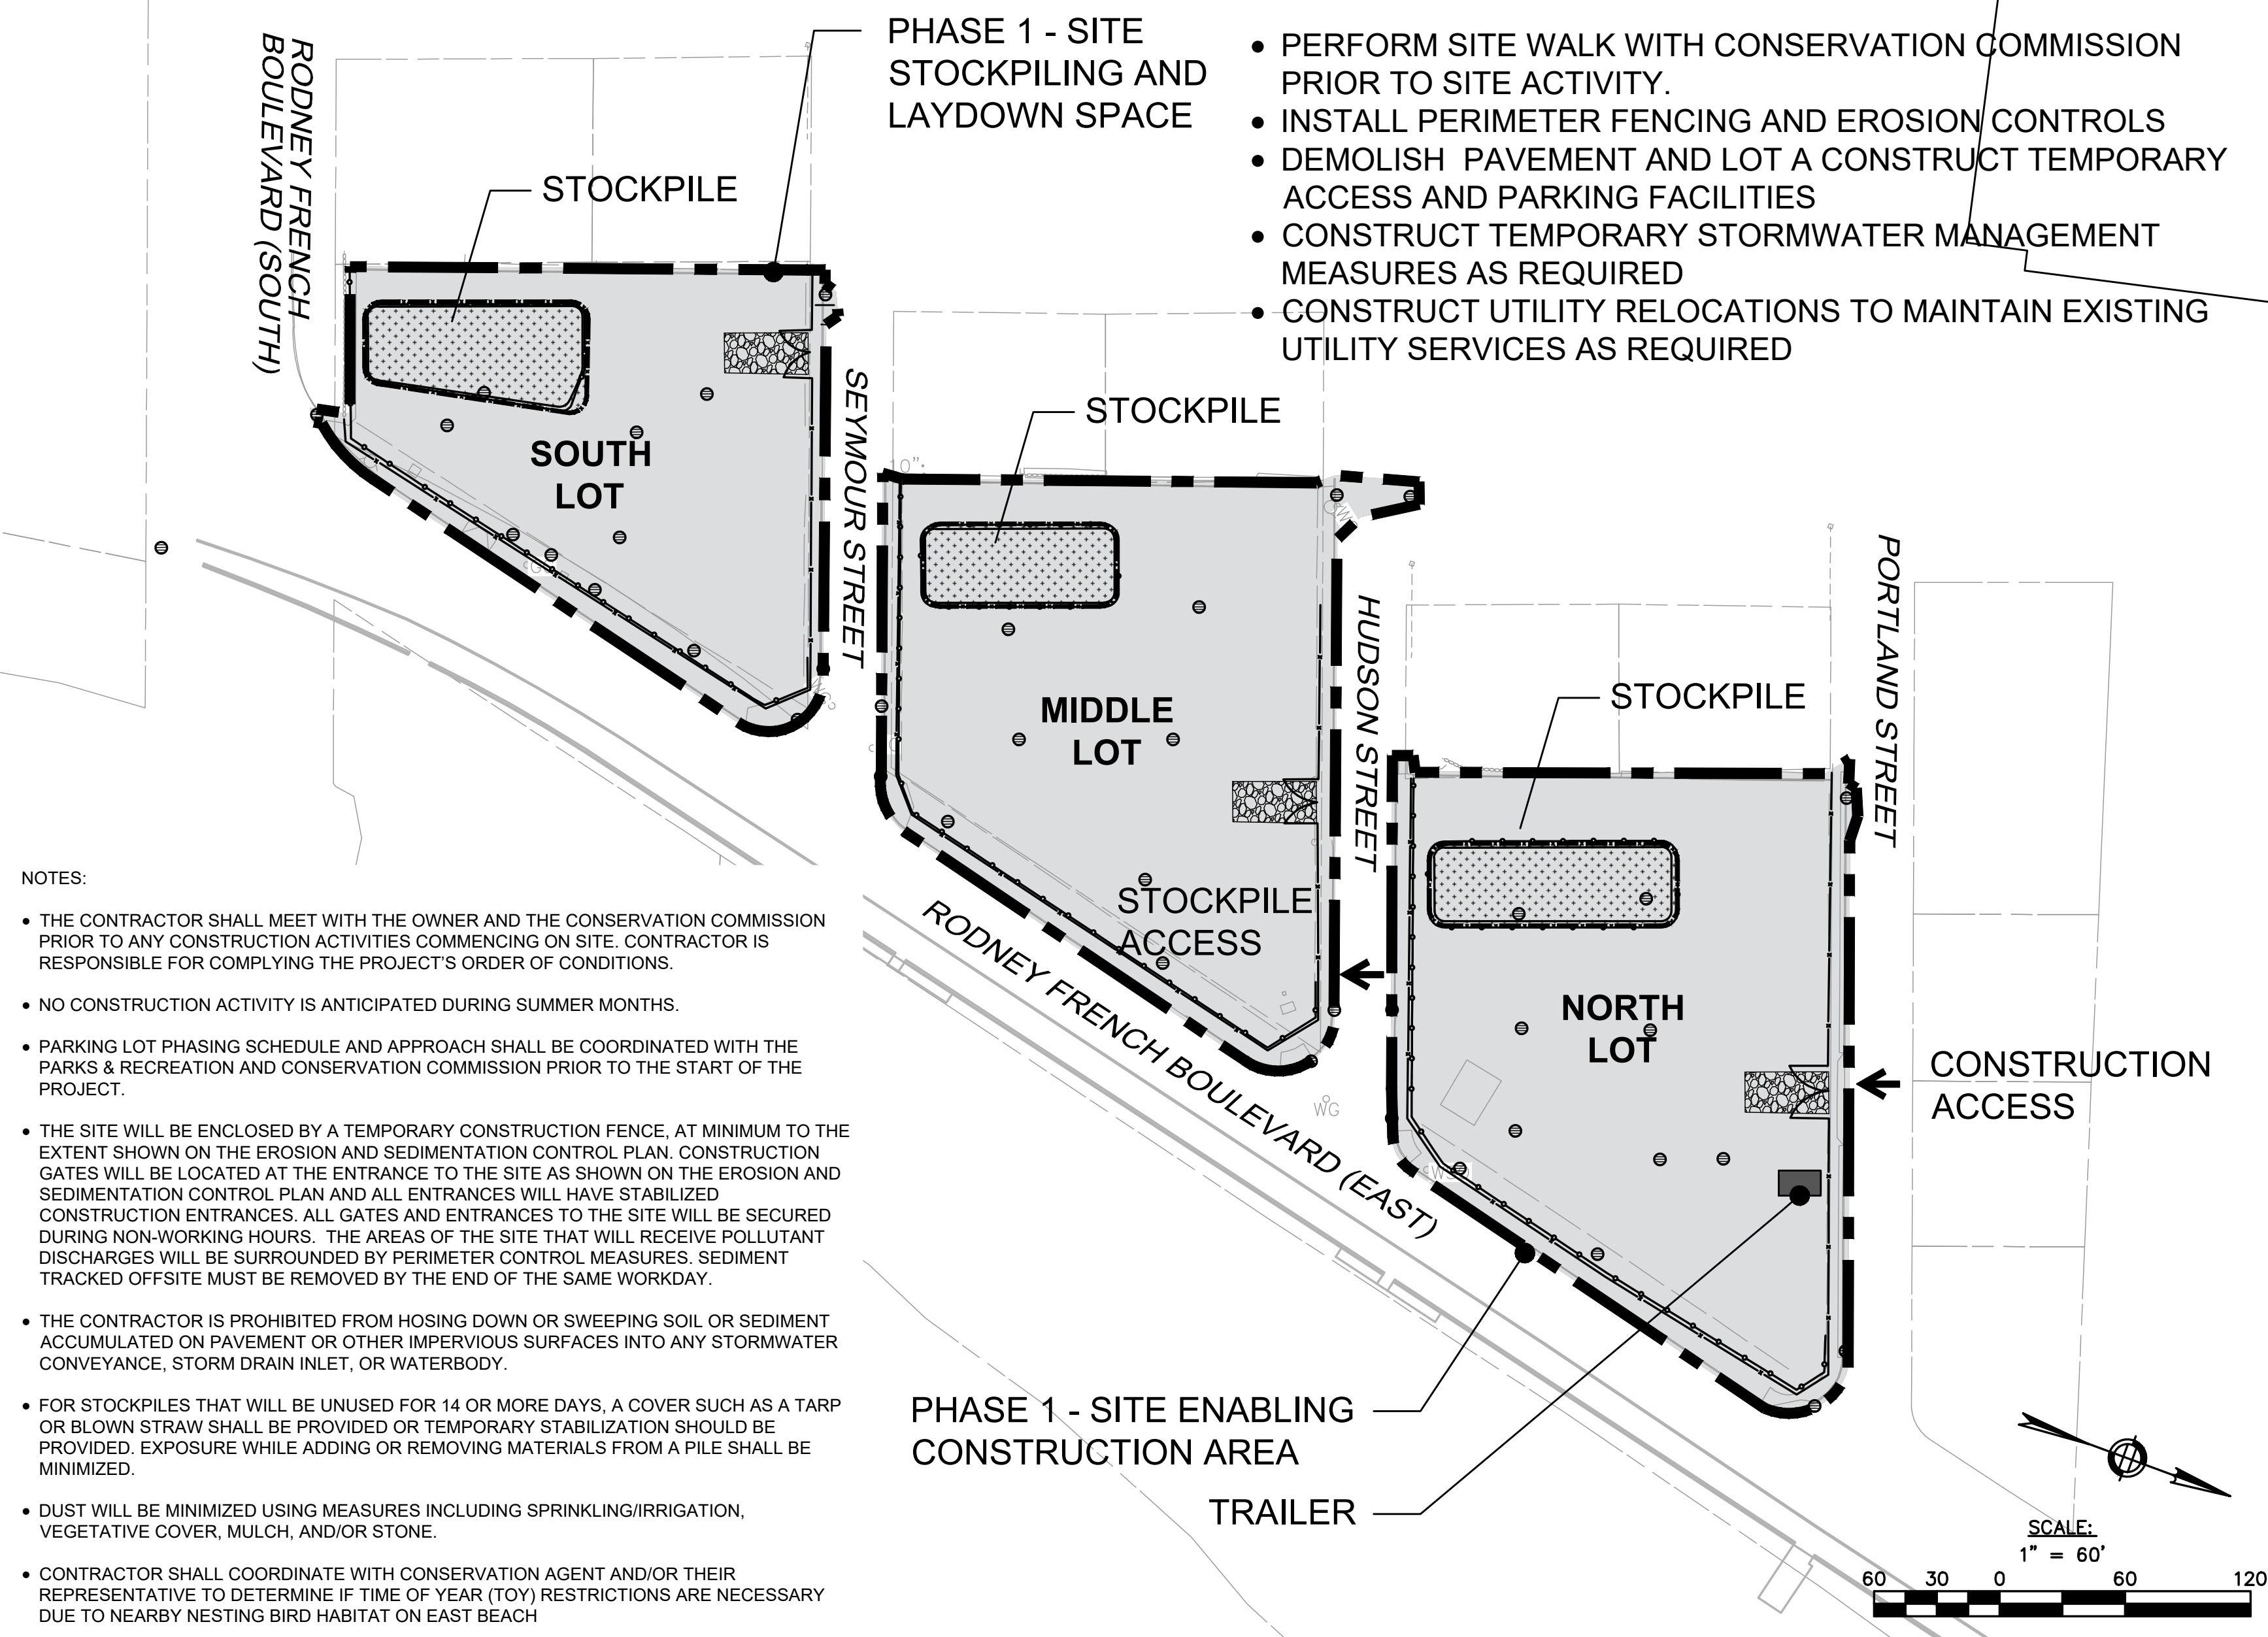 PHASE 1 - SITE
STOCKPILING AND
LAYDOWN SPACE
● PERFORM SITE WALK WITH CONSERVATION COMMISSION
PRIOR TO SITE ACTIVITY.
● INSTALL PERIMETER FENCING AND EROSION CONTROLS
● DEMOLISH PAVEMENT AND LOT A CONSTRUCT TEMPORARY
ACCESS AND PARKING FACILITIES
● CONSTRUCT TEMPORARY STORMWATER MANAGEMENT
MEASURES AS REQUIRED
● CONSTRUCT UTILITY RELOCATIONS TO MAINTAIN EXISTING
UTILITY SERVICES AS REQUIRED
RODNEY FRENCH
BOULEVARD (SOUTH)
STOCKPILE
SOUTH
LOT
SEYMOUR STREET
STOCKPILE
10"
MIDDLE
LOT
HUDSON STREET
STOCKPILE
PORTLAND STREET
STOCKPILE
ACCESS
RODNEY FRENCH BOULEVARD (EAST)
WG
NORTH
LOT
CONSTRUCTION
ACCESS
PHASE 1 - SITE ENABLING
CONSTRUCTION AREA
TRAILER
NOTES:
● THE CONTRACTOR SHALL MEET WITH THE OWNER AND THE CONSERVATION COMMISSION
PRIOR TO ANY CONSTRUCTION ACTIVITIES COMMENCING ON SITE. CONTRACTOR IS
RESPONSIBLE FOR COMPLYING THE PROJECT'S ORDER OF CONDITIONS.
● NO CONSTRUCTION ACTIVITY IS ANTICIPATED DURING SUMMER MONTHS.
● PARKING LOT PHASING SCHEDULE AND APPROACH SHALL BE COORDINATED WITH THE
PARKS & RECREATION AND CONSERVATION COMMISSION PRIOR TO THE START OF THE
PROJECT.
● THE SITE WILL BE ENCLOSED BY A TEMPORARY CONSTRUCTION FENCE, AT MINIMUM TO THE
EXTENT SHOWN ON THE EROSION AND SEDIMENTATION CONTROL PLAN. CONSTRUCTION
GATES WILL BE LOCATED AT THE ENTRANCE TO THE SITE AS SHOWN ON THE EROSION AND
SEDIMENTATION CONTROL PLAN AND ALL ENTRANCES WILL HAVE STABILIZED
CONSTRUCTION ENTRANCES. ALL GATES AND ENTRANCES TO THE SITE WILL BE SECURED
DURING NON-WORKING HOURS. THE AREAS OF THE SITE THAT WILL RECEIVE POLLUTANT
DISCHARGES WILL BE SURROUNDED BY PERIMETER CONTROL MEASURES. SEDIMENT
TRACKED OFFSITE MUST BE REMOVED BY THE END OF THE SAME WORKDAY.
● THE CONTRACTOR IS PROHIBITED FROM HOSING DOWN OR SWEEPING SOIL OR SEDIMENT
ACCUMULATED ON PAVEMENT OR OTHER IMPERVIOUS SURFACES INTO ANY STORMWATER
CONVEYANCE, STORM DRAIN INLET, OR WATERBODY.
● FOR STOCKPILES THAT WILL BE UNUSED FOR 14 OR MORE DAYS, A COVER SUCH AS A TARP
OR BLOWN STRAW SHALL BE PROVIDED OR TEMPORARY STABILIZATION SHOULD BE
PROVIDED. EXPOSURE WHILE ADDING OR REMOVING MATERIALS FROM A PILE SHALL BE
MINIMIZED.
● DUST WILL BE MINIMIZED USING MEASURES INCLUDING SPRINKLING/IRRIGATION,
VEGETATIVE COVER, MULCH, AND/OR STONE.
● CONTRACTOR SHALL COORDINATE WITH CONSERVATION AGENT AND/OR THEIR
REPRESENTATIVE TO DETERMINE IF TIME OF YEAR (TOY) RESTRICTIONS ARE NECESSARY
DUE TO NEARBY NESTING BIRD HABITAT ON EAST BEACH
SCALE:
1" = 60'
60 30 0 60 120